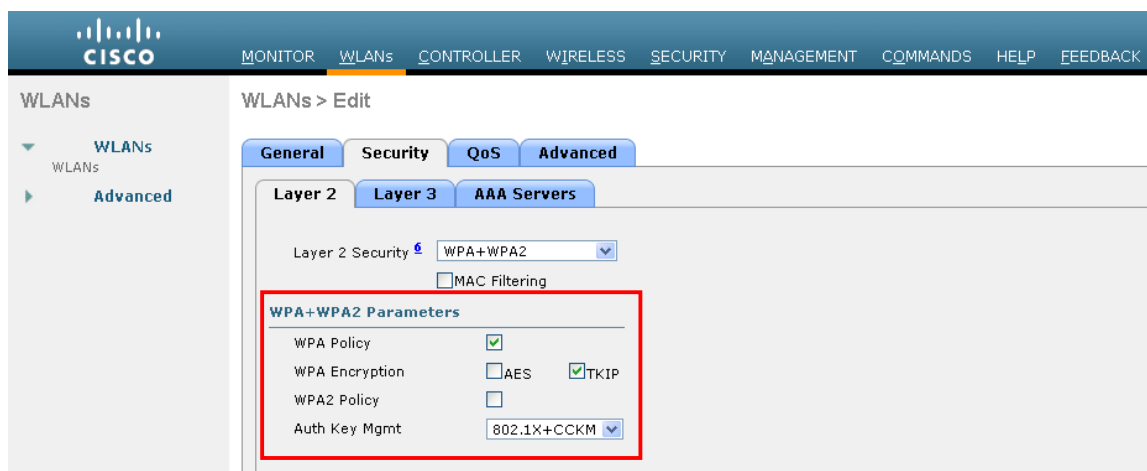 CISCO
MONITOR WLANs CONTROLLER WIRELESS SECURITY MANAGEMENT COMMANDS HELP FEEDBACK
WLANs
WLANs > Edit
WLANs
WLANs
Advanced
General Security QoS Advanced
Layer 2 Layer 3 AAA Servers
Layer 2 Security 6 WPA+WPA2
MAC Filtering
WPA+WPA2 Parameters
WPA Policy
WPA Encryption AES TKIP
WPA2 Policy
Auth Key Mgmt 802.1X+CCKM